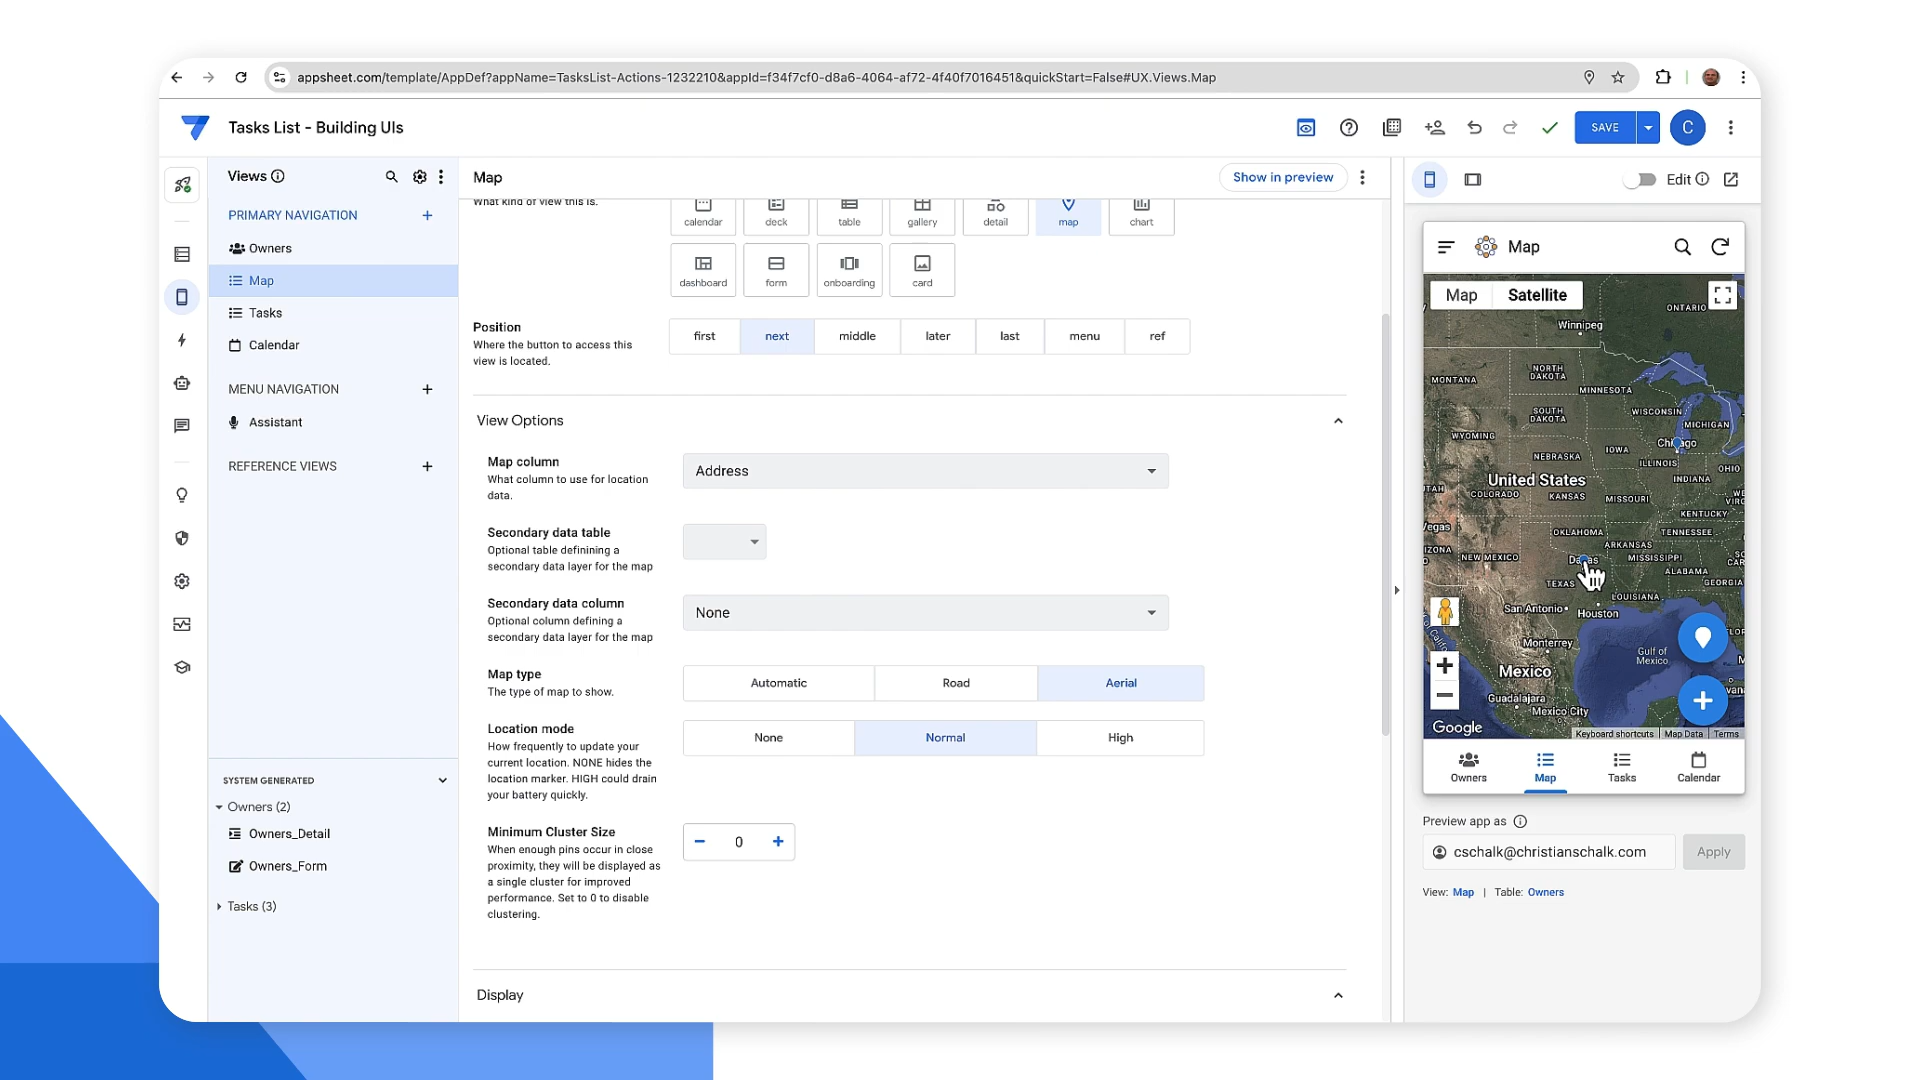 appsheet.com/template/AppDef?appName=TasksList-Actions-1232210&appId=f34f7cf0-d8a6-4064-af72-4f40f7016451&quickStart=False#UX.Views.Map
Tasks List - Building UIs
SAVE
C
Views
PRIMARY NAVIGATION
Owners
Map
Tasks
Calendar
MENU NAVIGATION
Assistant
REFERENCE VIEWS
SYSTEM GENERATED
Owners (2)
Owners_Detail
Owners_Form
Tasks (3)
Map
Show in preview
What kind of view this is.
calendar
deck
table
gallery
detail
map
chart
dashboard
form
onboarding
card
Position
Where the button to access this
view is located.
first
next
middle
later
last
menu
ref
View Options
Map column
What column to use for location
data.
Address
Secondary data table
Optional table definining a
secondary data layer for the map
Secondary data column
Optional column defining a
secondary data layer for the map
None
Map type
The type of map to show.
Automatic
Road
Aerial
Location mode
How frequently to update your
current location. NONE hides the
location marker. HIGH could drain
your battery quickly.
None
Normal
High
Minimum Cluster Size
When enough pins occur in close
proximity, they will be displayed as
a single cluster for improved
performance. Set to 0 to disable
clustering.
0
Display
Edit
Map
Map
Satellite
ONTARIO
Winnipeg
NORTH
DAKOTA
MONTANA
MINNESOTA
SOUTH
DAKOTA
WISCONSIN
MICHIGAN
WYOMING
IOWA
NEBRASKA
ILLINOIS
OHIO
United States
INDIANA
COLORADO
KANSAS
MISSOURI
KENTUCKY
OKLAHOMA
TENNESSEE
ARKANSAS
NEW MEXICO
MISSISSIPPI
ALABAMA
TEXAS
LOUISIANA
San Antonio
Houston
Monterrey
Gulf of
Mexico
Mexico
Guadalajara
Mexico City
Google
Keyboard shortcuts
Map Data
Terms
Owners
Map
Tasks
Calendar
Preview app as
cschalk@christianschalk.com
Apply
View: Map | Table: Owners